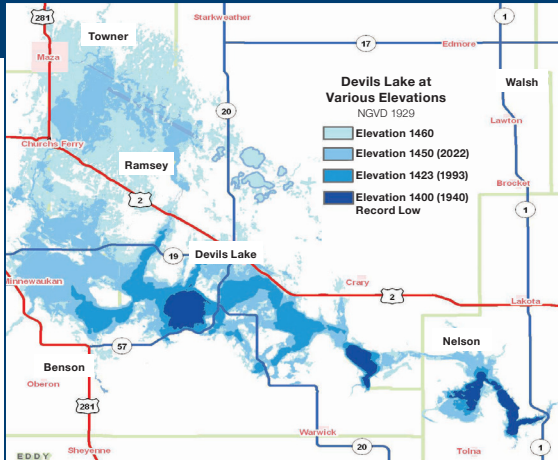 281
Towner
Maza
Starkweather
1
17
Edmore
Devils Lake at
Various Elevations
NGVD 1929
Elevation 1460
Elevation 1450 (2022)
Elevation 1423 (1993)
Elevation 1400 (1940)
Record Low
Walsh
20
Lawton
Churchs Ferry
Ramsey
2
Brocket
1
19
Devils Lake
Minnewaukan
Crary
2
Lakota
57
Nelson
Benson
Oberon
281
Warwick
20
Sheyenne
EDDY
Tolna
1